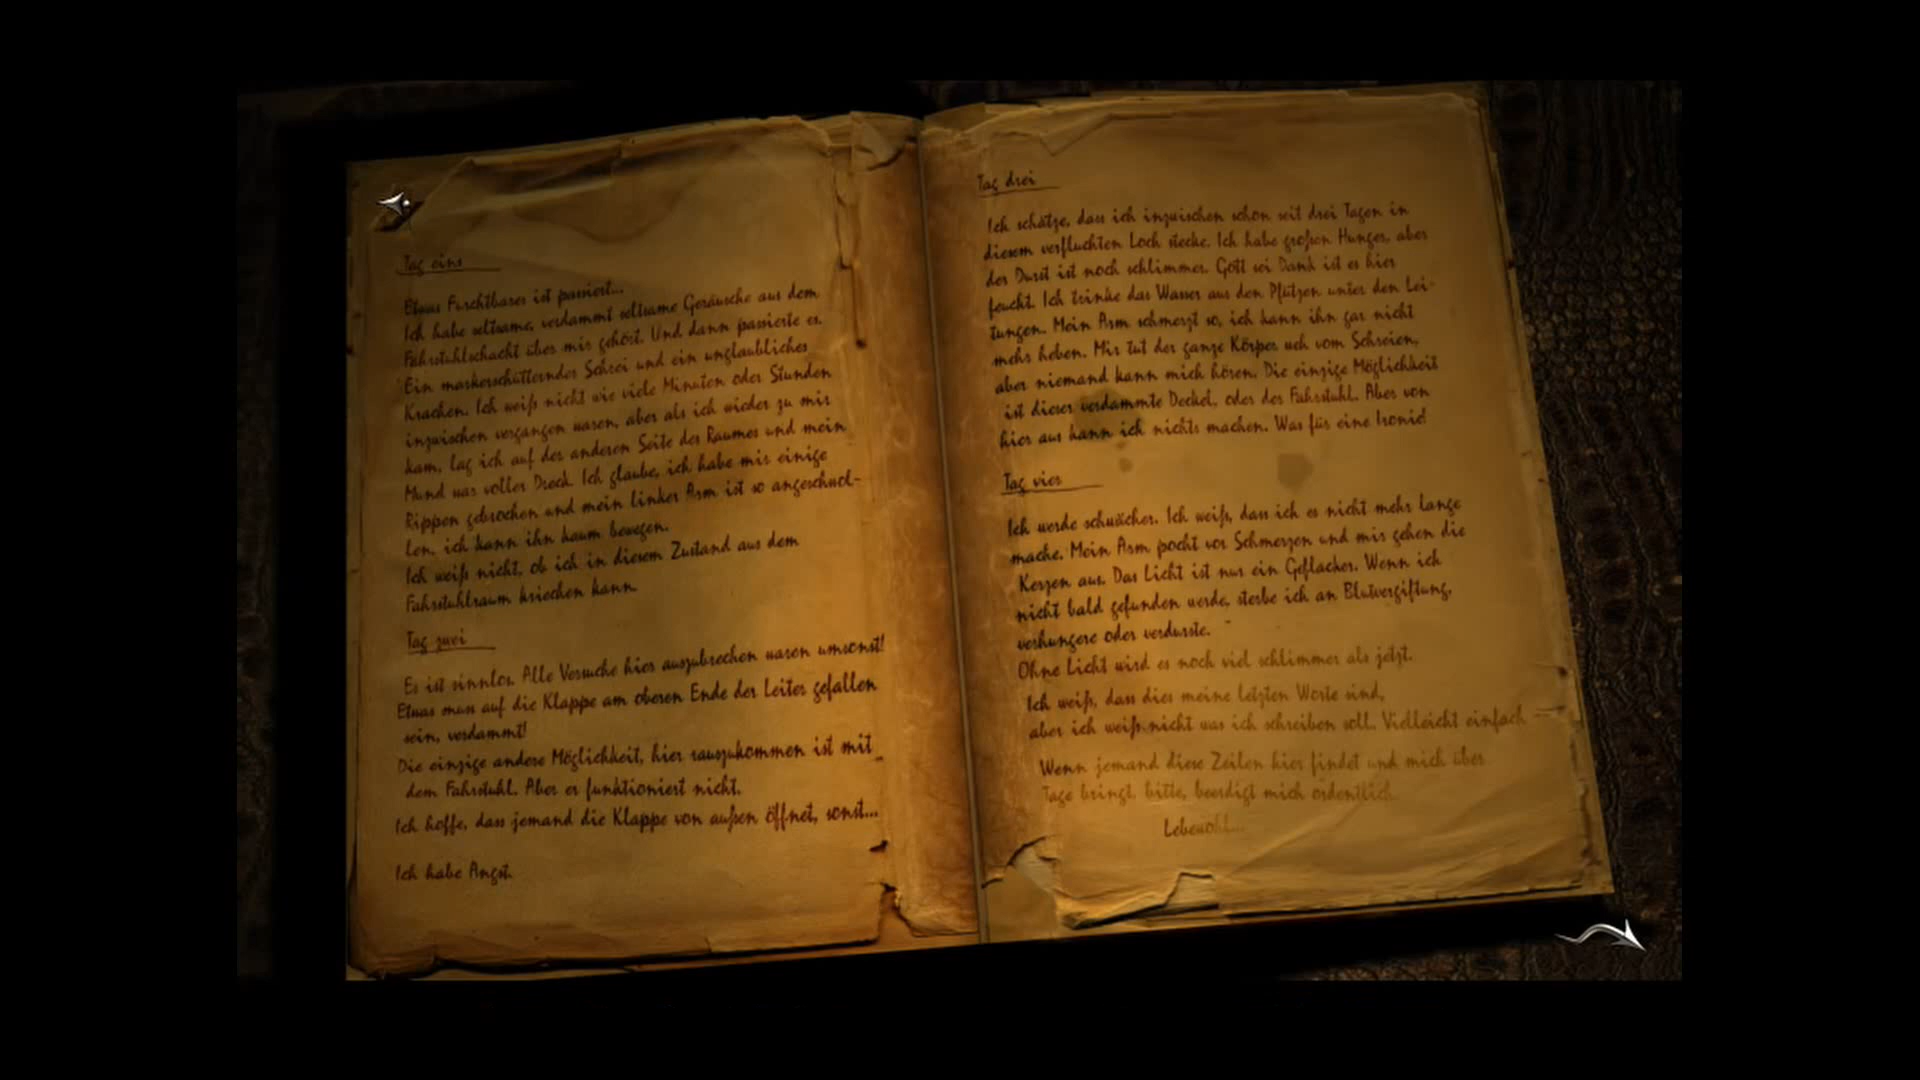 Tag eins
Etwas Furchtbares ist passiert...
Ich habe seltsame, verdammt seltsame Geräusche aus dem
Fahrstuhlschacht über mir gehört. Und dann passierte es.
Ein markerschütternder Schrei und ein unglaubliches
Krachen. Ich weiß nicht wie viele Minuten oder Stunden
inzwischen vergangen waren, aber als ich wieder zu mir
kam, lag ich auf der anderen Seite des Raumes und mein
Mund war voller Dreck. Ich glaube, ich habe mir einige
Rippen gebrochen und mein linker Arm ist so angeschwol-
len, ich kann ihn kaum bewegen.
Ich weiß nicht, ob ich in diesem Zustand aus dem
Fahrstuhlraum kriechen kann.
Tag zwei
Es ist sinnlos. Alle Versuche hier auszubrechen waren umsonst!
Etwas muss auf die Klappe am oberen Ende der Leiter gefallen
sein, verdammt!
Die einzige andere Möglichkeit, hier rauszukommen ist mit
dem Fahrstuhl. Aber er funktioniert nicht.
Ich hoffe, dass jemand die Klappe von außen öffnet, sonst...
Ich habe Angst.
Tag drei
Ich schätze, dass ich inzwischen schon seit drei Tagen in
diesem verfluchten Loch stecke. Ich habe großen Hunger, aber
der Durst ist noch schlimmer. Gott sei Dank ist es hier
feucht. Ich trinke das Wasser aus den Pfützen unter den Lei-
tungen. Mein Arm schmerzt so, ich kann ihn gar nicht
mehr heben. Mir tut der ganze Körper weh vom Schreien,
aber niemand kann mich hören. Die einzige Möglichkeit
ist dieser verdammte Deckel, oder der Fahrstuhl. Aber von
hier aus kann ich nichts machen. Was für eine Ironie!
Tag vier
Ich werde schwächer. Ich weiß, dass ich es nicht mehr lange
mache. Mein Arm pocht vor Schmerzen und mir gehen die
Kerzen aus. Das Licht ist nur ein Geflacker. Wenn ich
nicht bald gefunden werde, sterbe ich an Blutvergiftung,
verhungere oder verdurste.
Ohne Licht wird es noch viel schlimmer als jetzt.
Ich weiß, dass dies meine letzten Worte sind,
aber ich weiß nicht was ich schreiben soll. Vielleicht einfach —
Wenn jemand diese Zeilen hier findet und mich über
Tage bringt, bitte, beerdigt mich ordentlich.
Lebewohl...